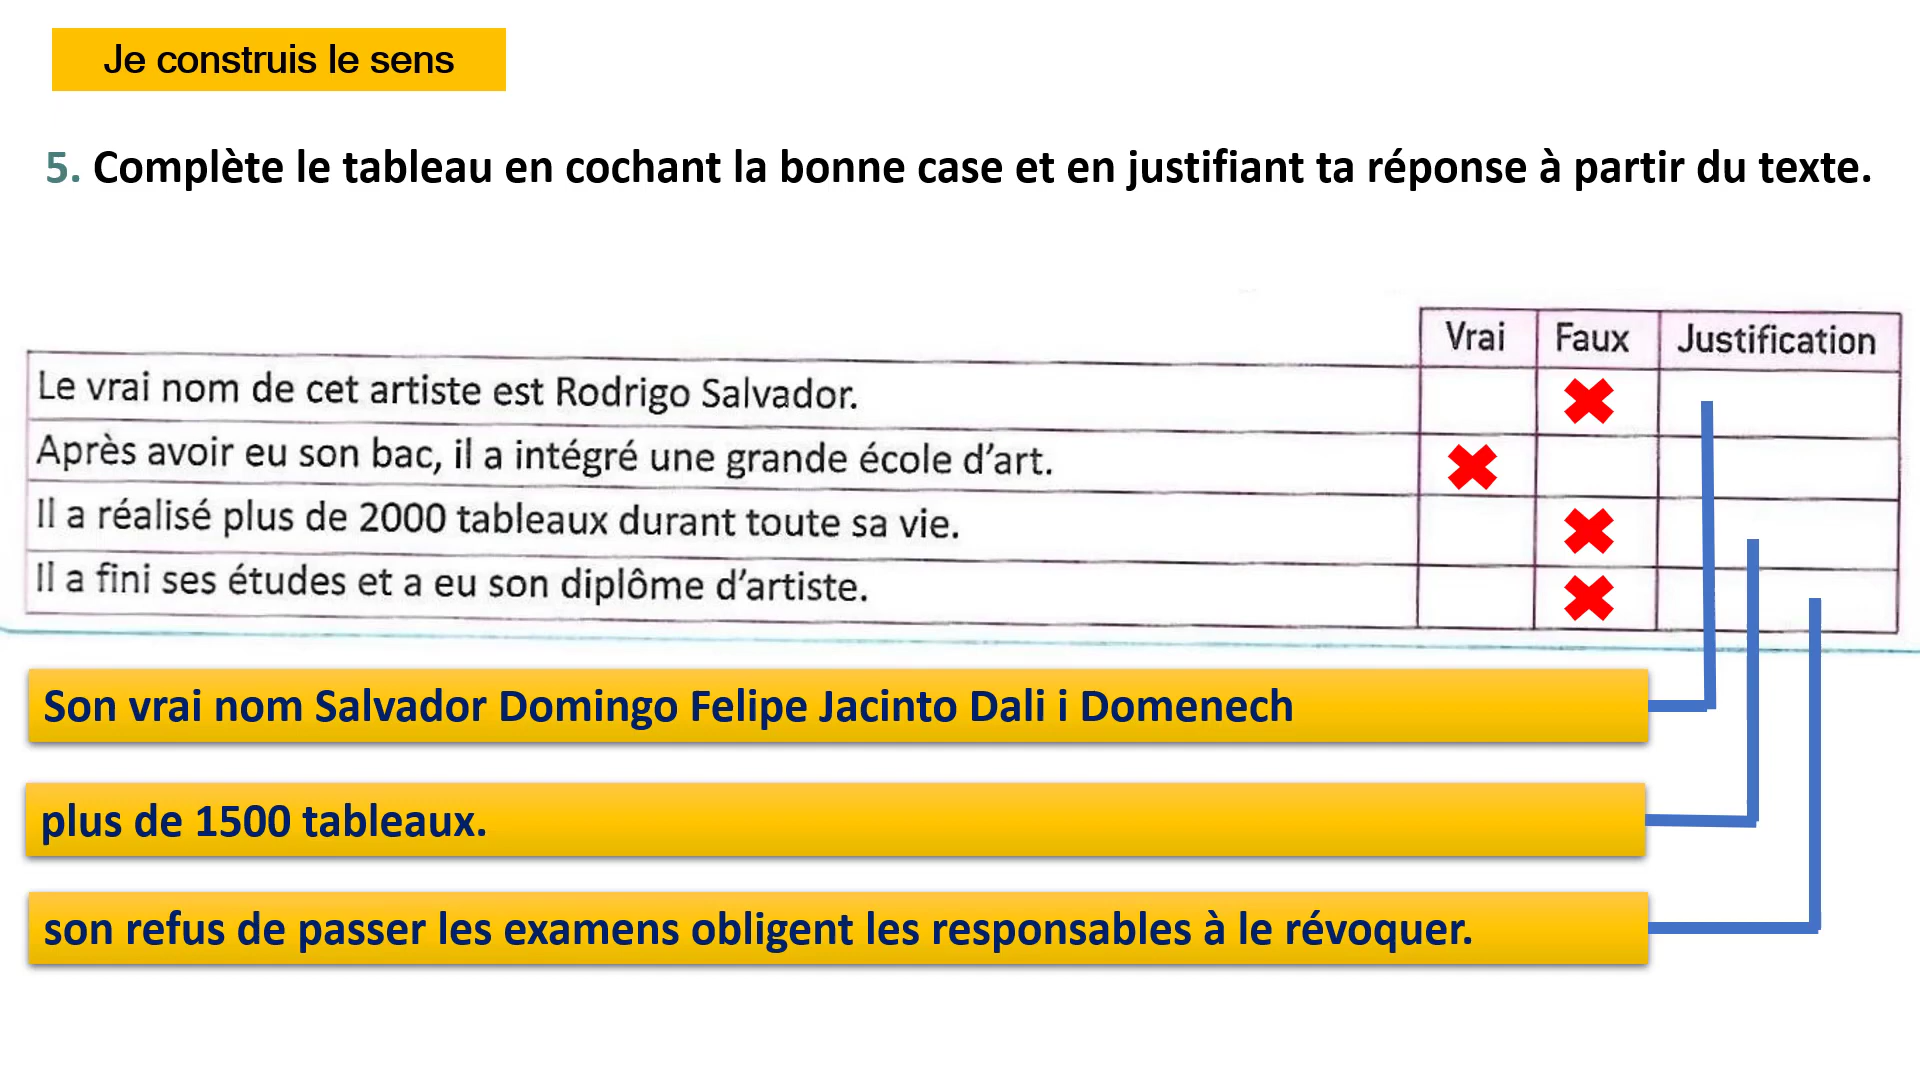 Je construis le sens
5. Complète le tableau en cochant la bonne case et en justifiant ta réponse à partir du texte.
Vrai Faux Justification
Le vrai nom de cet artiste est Rodrigo Salvador.
Après avoir eu son bac, il a intégré une grande école d'art.
Il a réalisé plus de 2000 tableaux durant toute sa vie.
Il a fini ses études et a eu son diplôme d'artiste.
Son vrai nom Salvador Domingo Felipe Jacinto Dali i Domenech
plus de 1500 tableaux.
son refus de passer les examens obligent les responsables à le révoquer.